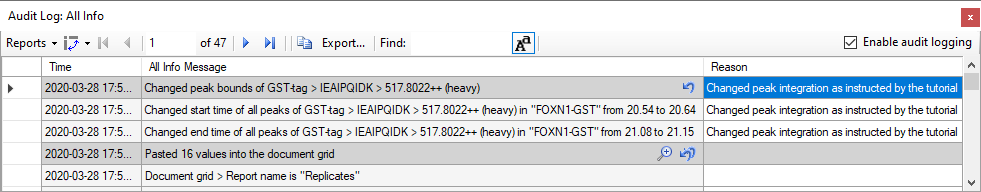 Audit Log: All Info
x
Reports 1 of 47 Export... Find: Aa Enable audit logging
Time All Info Message Reason
2020-03-28 17:5... Changed peak bounds of GST-tag > IEAIPQIDK > 517.8022++ (heavy) Changed peak integration as instructed by the tutorial
2020-03-28 17:5... Changed start time of all peaks of GST-tag > IEAIPQIDK > 517.8022++ (heavy) in "FOXN1-GST" from 20.54 to 20.64 Changed peak integration as instructed by the tutorial
2020-03-28 17:5... Changed end time of all peaks of GST-tag > IEAIPQIDK > 517.8022++ (heavy) in "FOXN1-GST" from 21.08 to 21.15 Changed peak integration as instructed by the tutorial
2020-03-28 17:5... Pasted 16 values into the document grid
2020-03-28 17:5... Document grid > Report name is "Replicates"